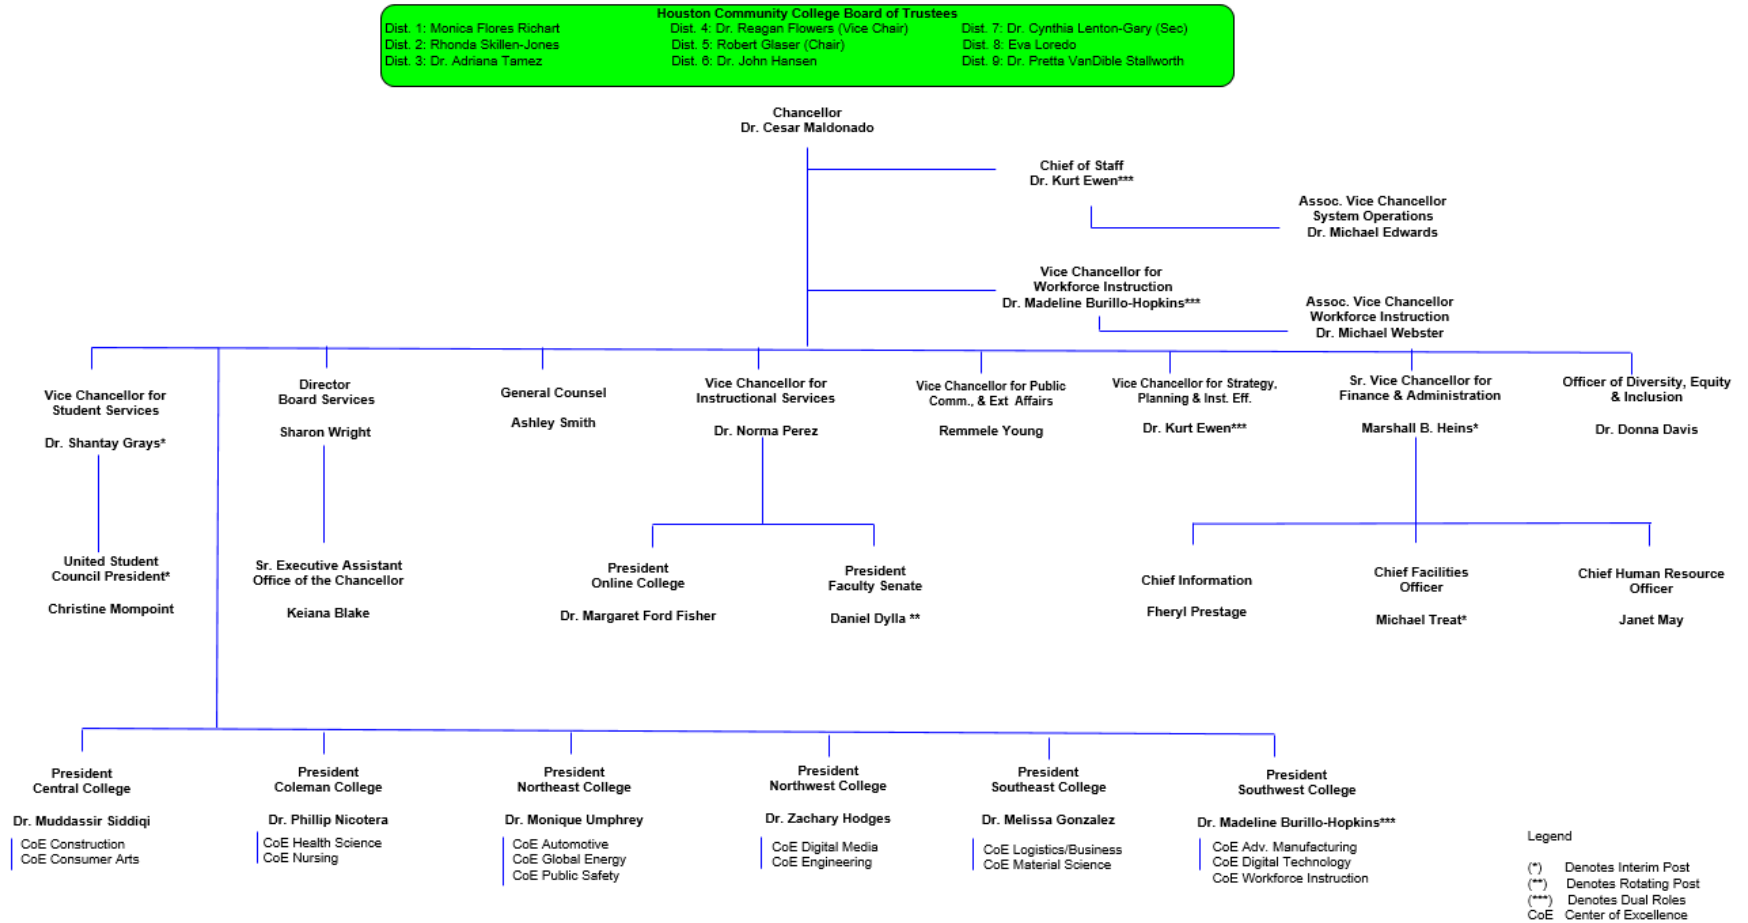 Houston Community College Board of Trustees
Dist. 1: Monica Flores Richart
Dist. 2: Rhonda Skillen-Jones
Dist. 3: Dr. Adriana Tamez
Dist. 4: Dr. Reagan Flowers (Vice Chair)
Dist. 5: Robert Glaser (Chair)
Dist. 6: Dr. John Hansen
Dist. 7: Dr. Cynthia Lenton-Gary (Sec)
Dist. 8: Eva Loredo
Dist. 9: Dr. Pretta VanDible Stallworth
Chancellor
Dr. Cesar Maldonado
Chief of Staff
Dr. Kurt Ewen***
Assoc. Vice Chancellor
System Operations
Dr. Michael Edwards
Vice Chancellor for
Workforce Instruction
Dr. Madeline Burillo-Hopkins***
Assoc. Vice Chancellor
Workforce Instruction
Dr. Michael Webster
Vice Chancellor for
Student Services
Dr. Shantay Grays*
Director
Board Services
Sharon Wright
General Counsel
Ashley Smith
Vice Chancellor for
Instructional Services
Dr. Norma Perez
Vice Chancellor for Public
Comm., & Ext Affairs
Remmele Young
Vice Chancellor for Strategy,
Planning & Inst. Eff.
Dr. Kurt Ewen***
Sr. Vice Chancellor for
Finance & Administration
Marshall B. Heins*
Officer of Diversity, Equity
& Inclusion
Dr. Donna Davis
United Student
Council President*
Christine Mompoint
Sr. Executive Assistant
Office of the Chancellor
Keiana Blake
President
Online College
Dr. Margaret Ford Fisher
President
Faculty Senate
Daniel Dylla **
Chief Information
Fheryl Prestage
Chief Facilities
Officer
Michael Treat*
Chief Human Resource
Officer
Janet May
President
Central College
Dr. Muddassir Siddiqi
CoE Construction
CoE Consumer Arts
President
Coleman College
Dr. Phillip Nicotera
CoE Health Science
CoE Nursing
President
Northeast College
Dr. Monique Umphrey
CoE Automotive
CoE Global Energy
CoE Public Safety
President
Northwest College
Dr. Zachary Hodges
CoE Digital Media
CoE Engineering
President
Southeast College
Dr. Melissa Gonzalez
CoE Logistics/Business
CoE Material Science
President
Southwest College
Dr. Madeline Burillo-Hopkins***
CoE Adv. Manufacturing
CoE Digital Technology
CoE Workforce Instruction
Legend
(*) Denotes Interim Post
(**) Denotes Rotating Post
(***) Denotes Dual Roles
CoE Center of Excellence